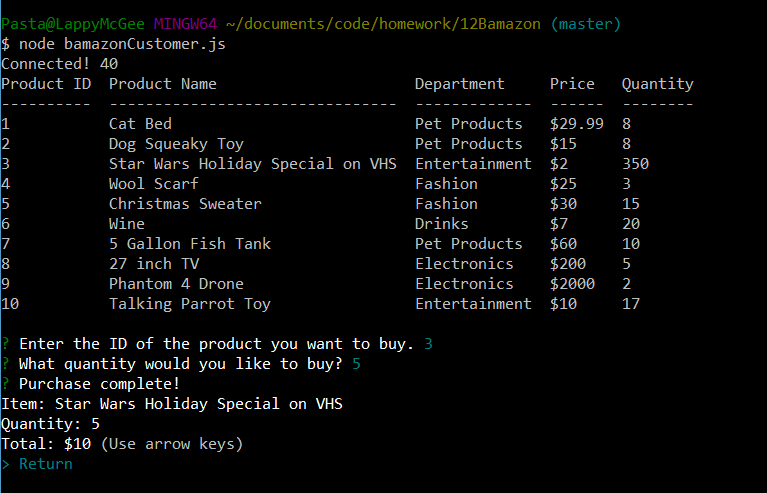 Pasta@LappyMcGee MINGW64 ~/documents/code/homework/12Bamazon (master)
$ node bamazonCustomer.js
Connected! 40
Product ID  Product Name                      Department     Price   Quantity
----------  --------------------------------  -------------  ------  --------
1           Cat Bed                           Pet Products   $29.99  8
2           Dog Squeaky Toy                   Pet Products   $15     8
3           Star Wars Holiday Special on VHS  Entertainment  $2      350
4           Wool Scarf                        Fashion        $25     3
5           Christmas Sweater                 Fashion        $30     15
6           Wine                              Drinks         $7      20
7           5 Gallon Fish Tank                Pet Products   $60     10
8           27 inch TV                        Electronics    $200    5
9           Phantom 4 Drone                   Electronics    $2000   2
10          Talking Parrot Toy                Entertainment  $10     17
? Enter the ID of the product you want to buy. 3
? What quantity would you like to buy? 5
? Purchase complete!
Item: Star Wars Holiday Special on VHS
Quantity: 5
Total: $10 (Use arrow keys)
> Return